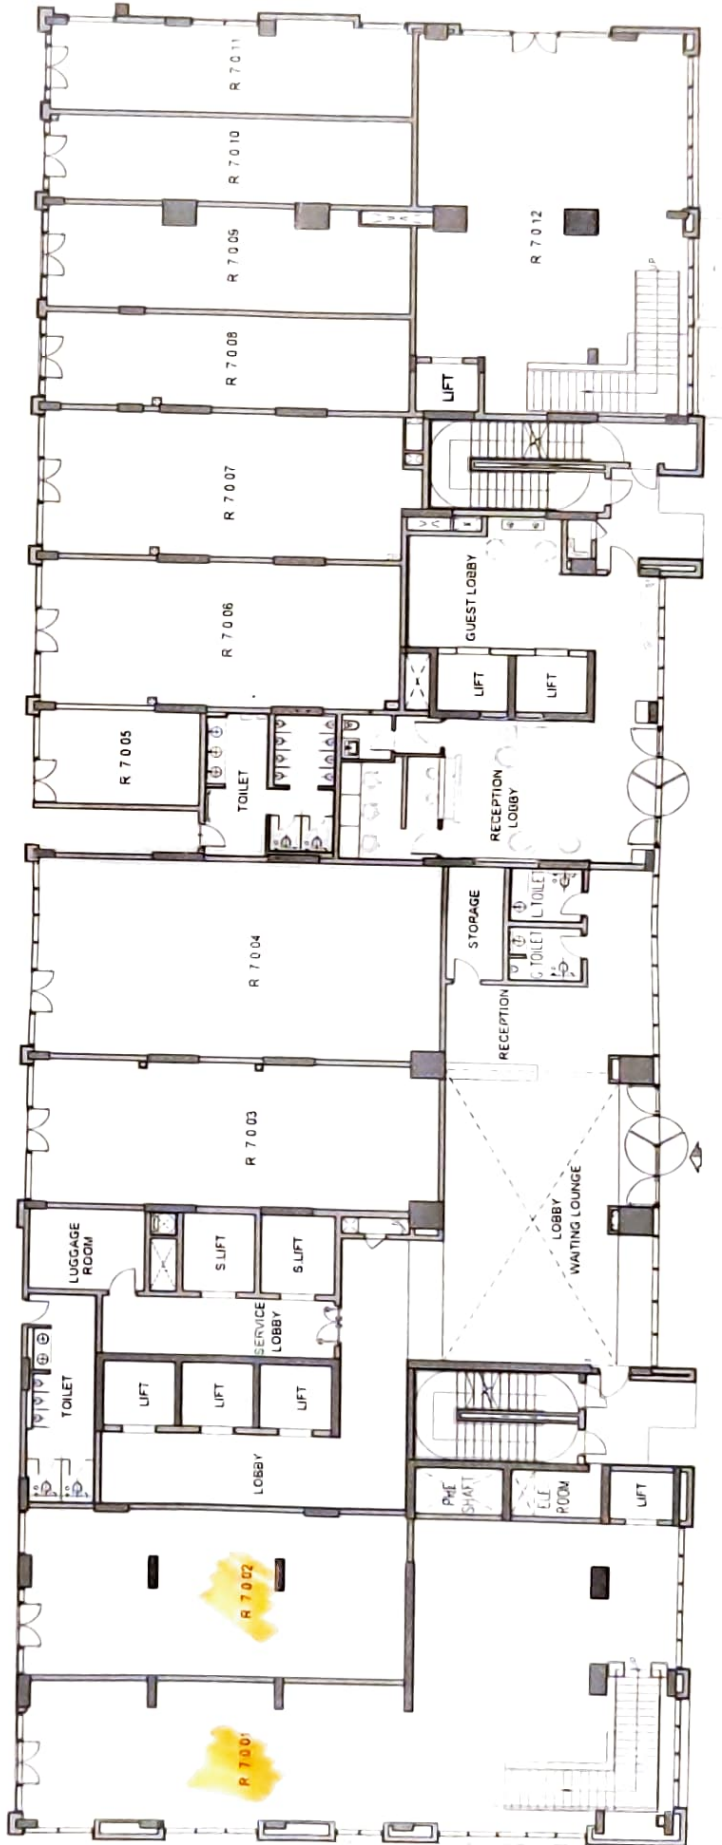 R 7011
R 7010
R 7009
R 7008
R 7007
R 7006
R 7005
R 7012
UP
LIFT
GUEST LOBBY
LIFT
LIFT
TOILET
RECEPTION
LOBBY
R 7004
STORAGE
L.TOILET
G.TOILET
RECEPTION
R 7003
LOBBY
WAITING LOUNGE
LUGGAGE
ROOM
S.LIFT
S.LIFT
SERVICE
LOBBY
TOILET
LIFT
LIFT
LIFT
LOBBY
PHE
SHAFT
ELE
ROOM
LIFT
R 7002
R 7001
UP